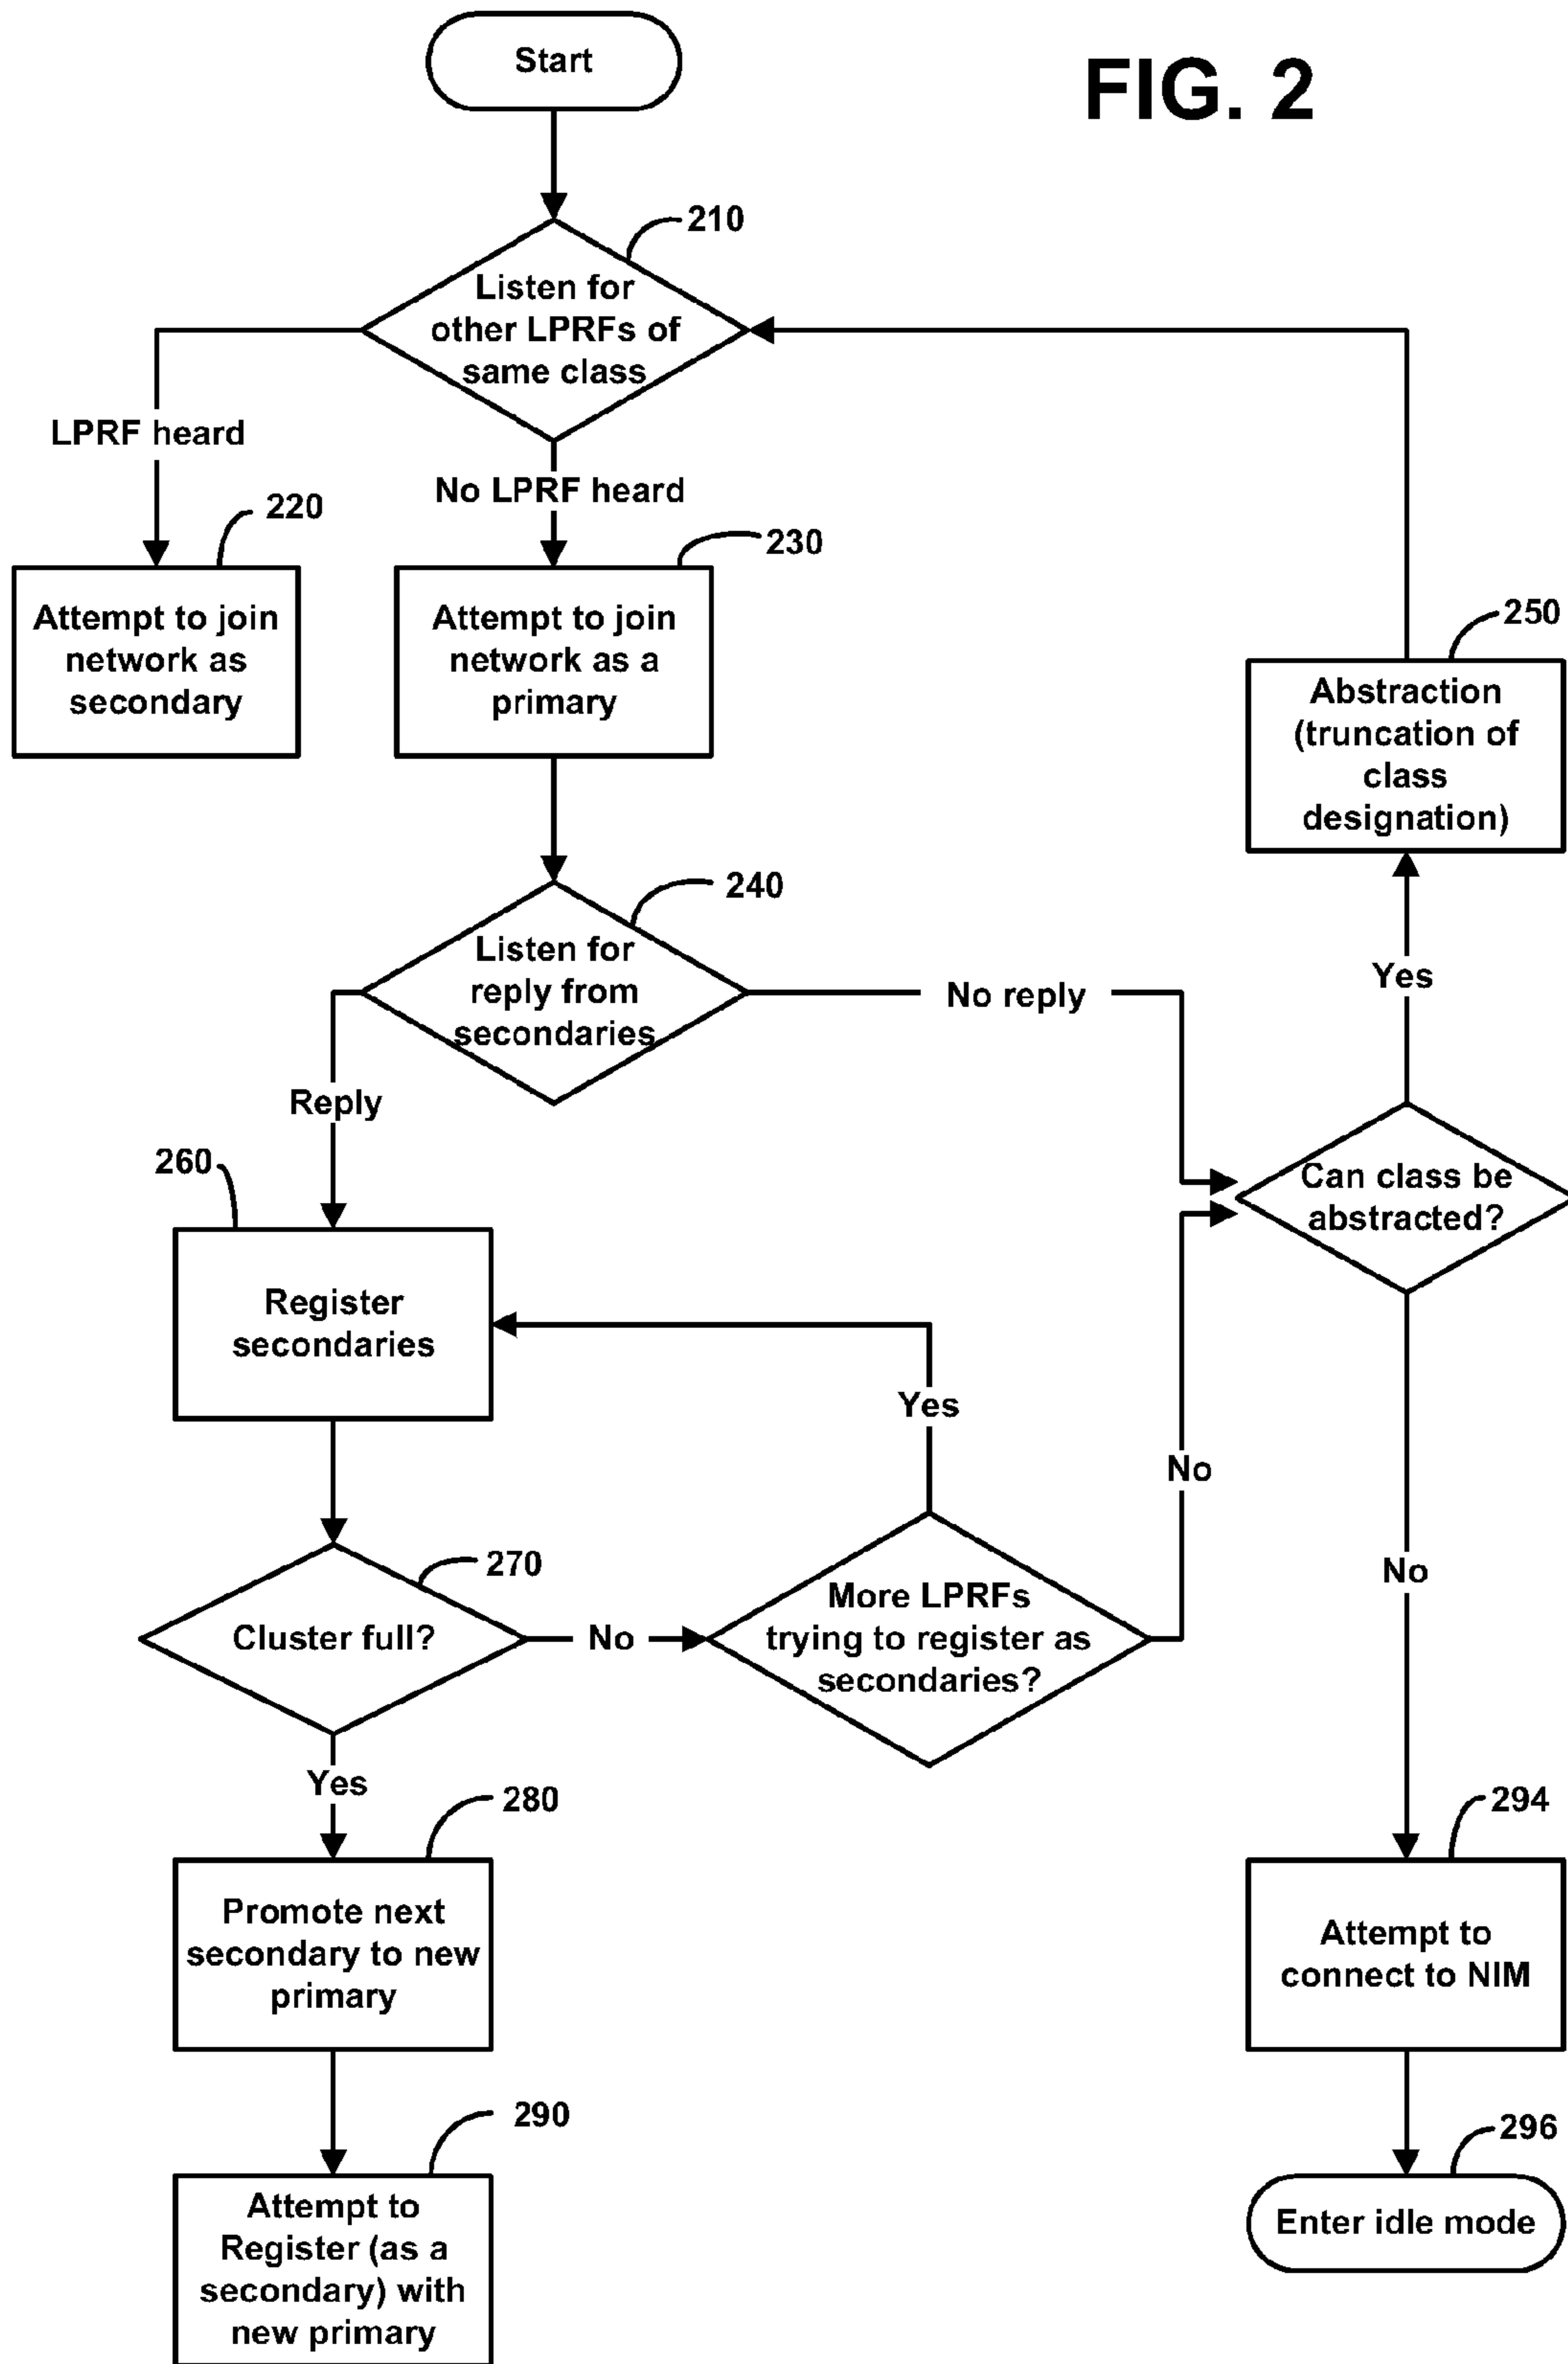 Start
FIG. 2
210
Listen for
other LPRFs of
same class
LPRF heard
No LPRF heard
220
230
Attempt to join
network as
secondary
Attempt to join
network as a
primary
250
Abstraction
(truncation of
class
designation)
240
Listen for
reply from
secondaries
No reply
Yes
Reply
260
Can class be
abstracted?
Register
secondaries
Yes
No
270
Cluster full?
No
More LPRFs
trying to register as
secondaries?
No
Yes
280
294
Promote next
secondary to new
primary
Attempt to
connect to NIM
290
296
Attempt to
Register (as a
secondary) with
new primary
Enter idle mode